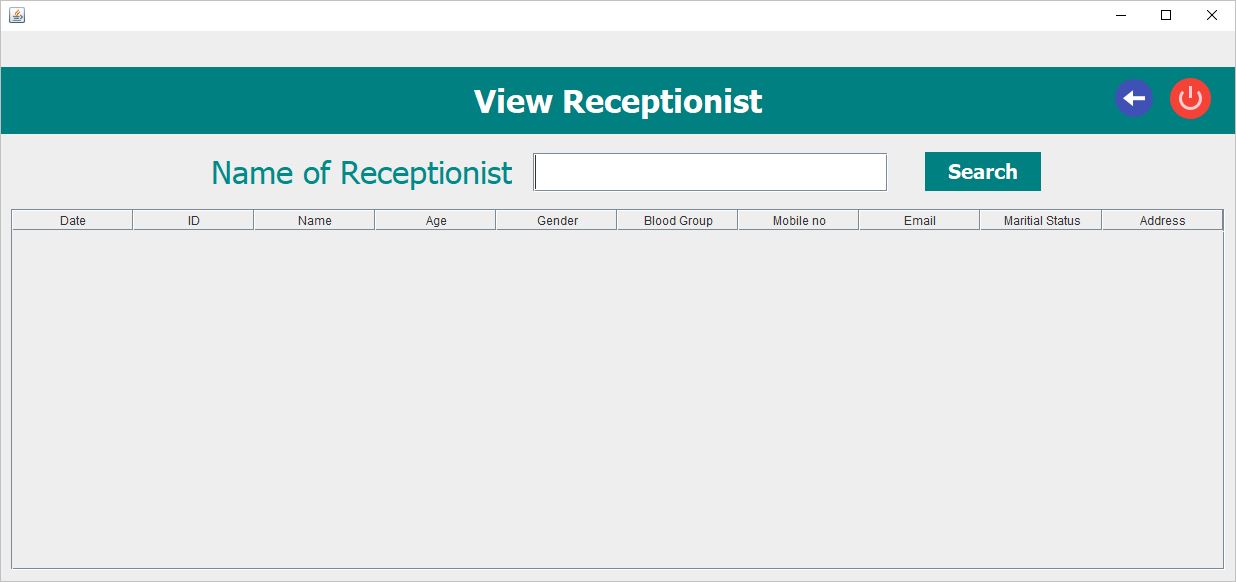 View Receptionist
Name of Receptionist Search
Date ID Name Age Gender Blood Group Mobile no Email Maritial Status Address